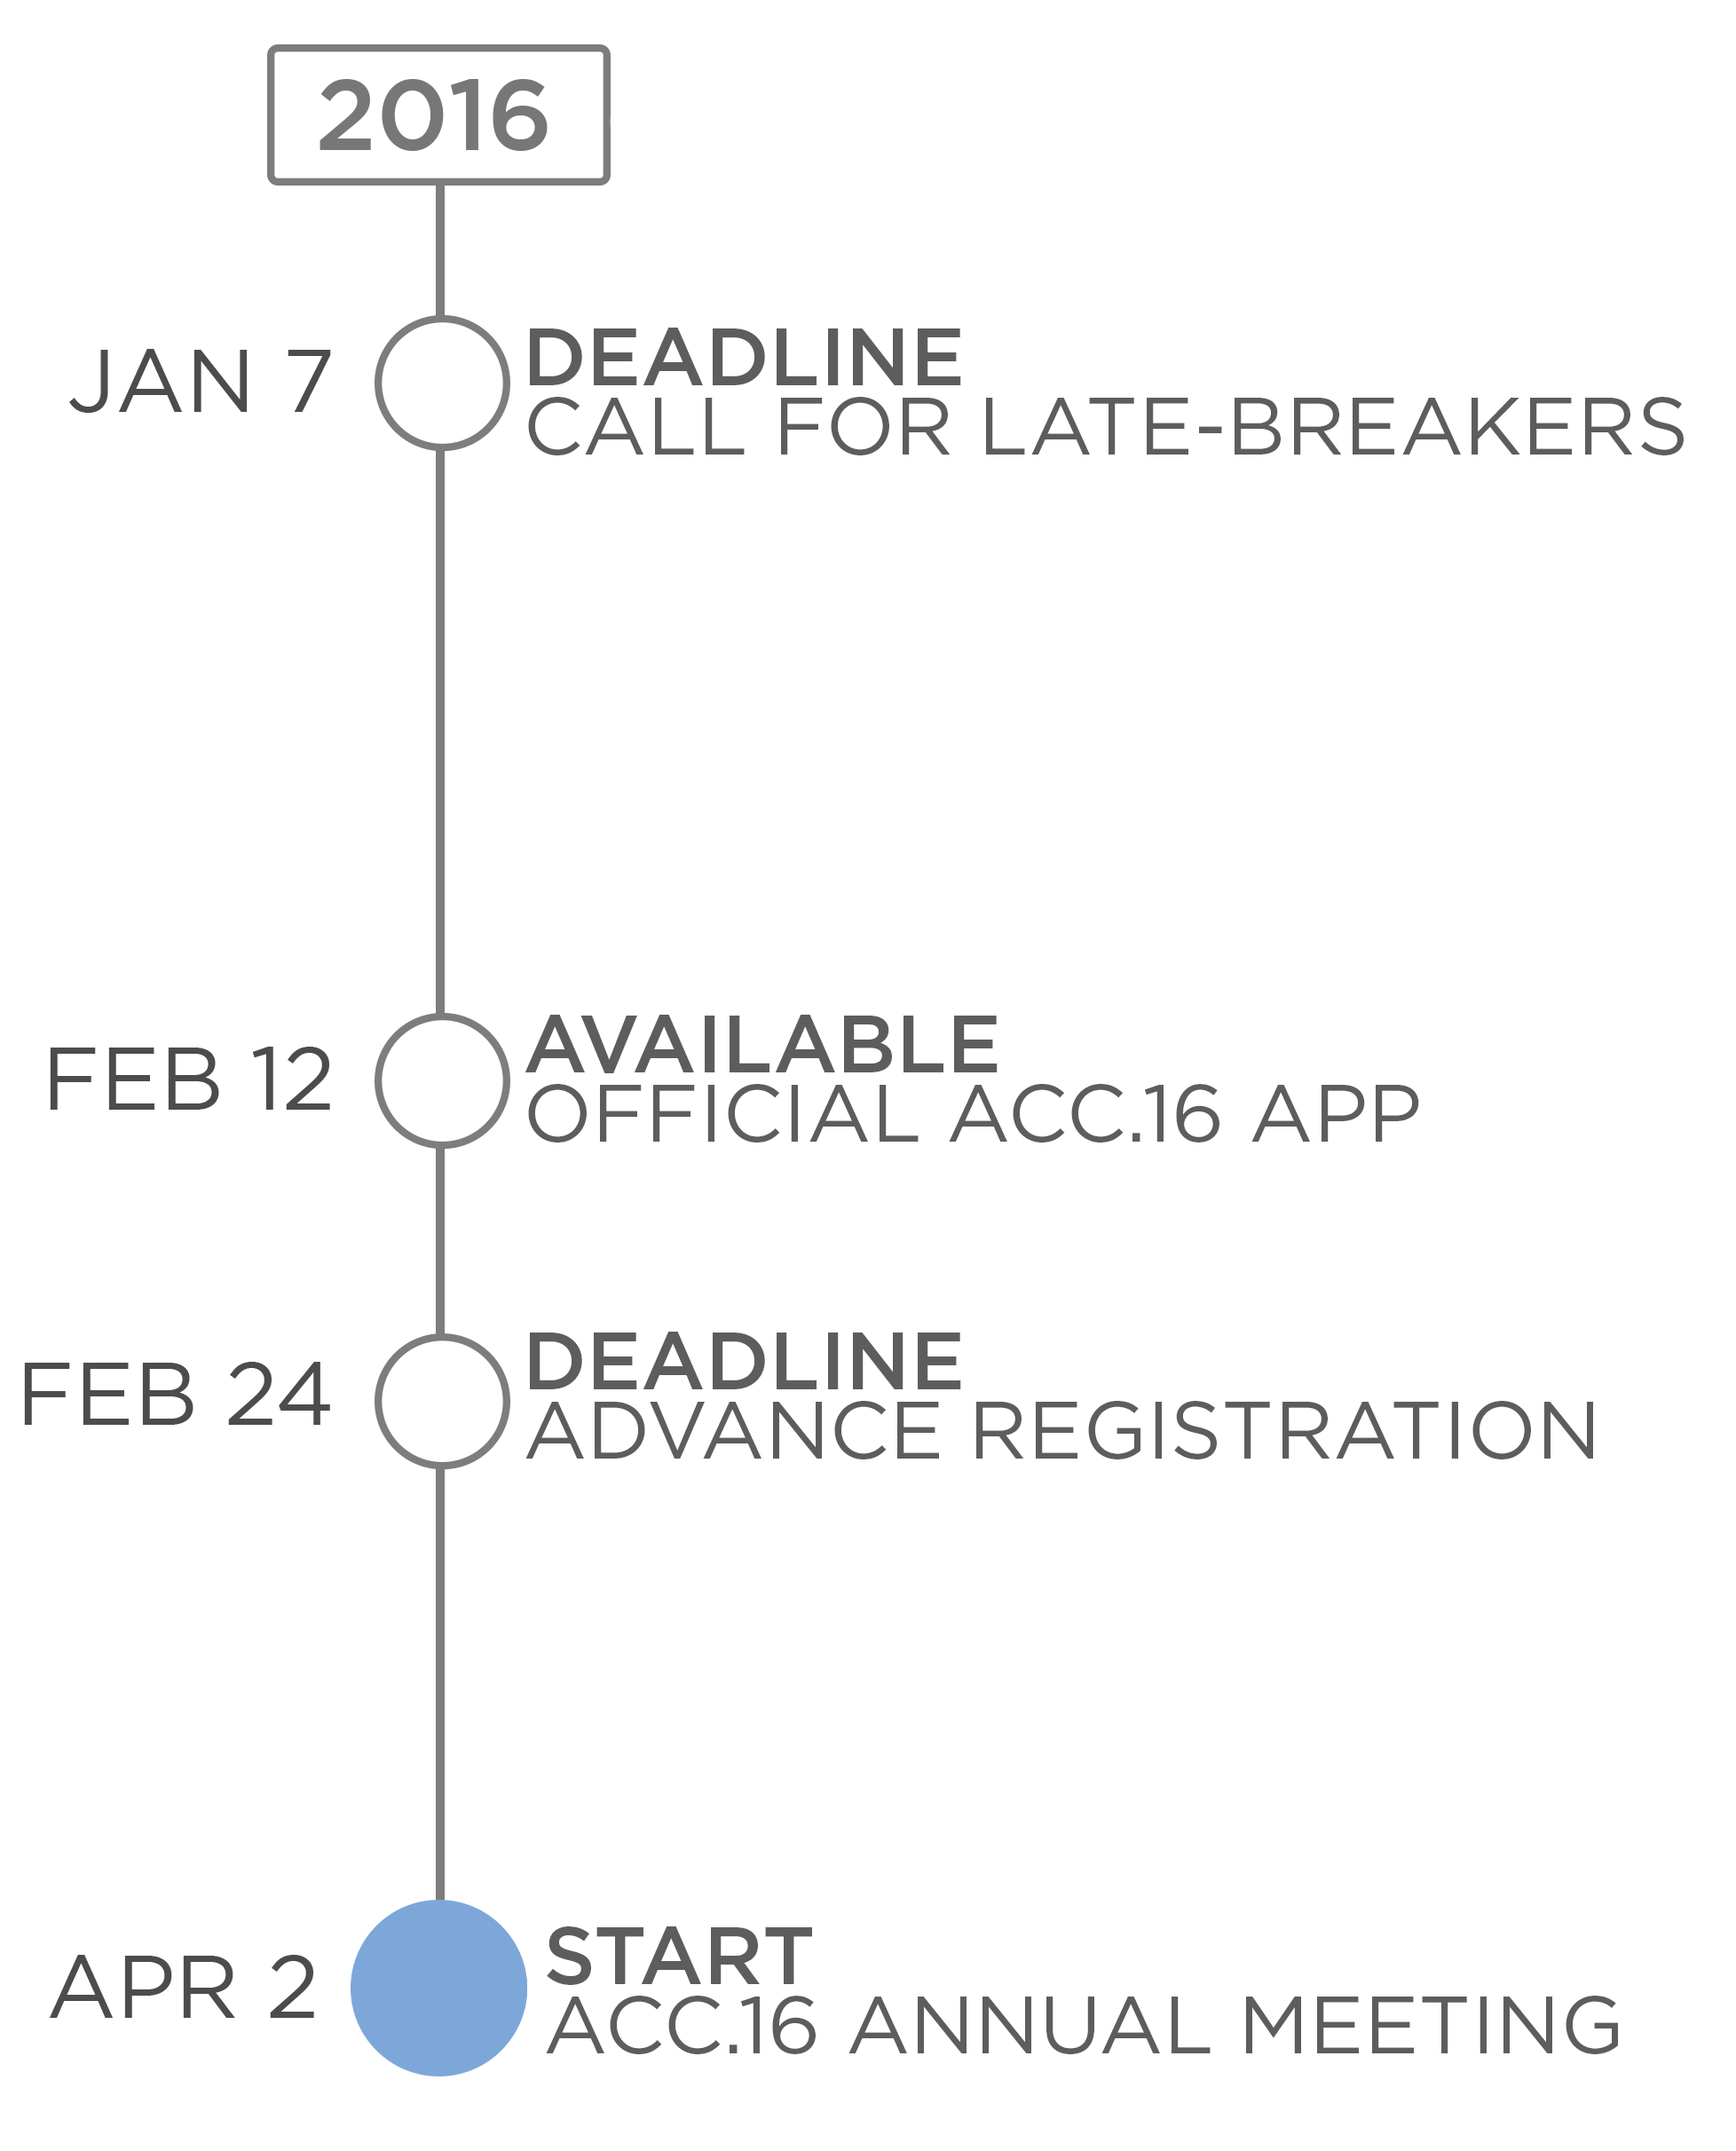 2016
JAN 7
DEADLINE
CALL FOR LATE-BREAKERS
FEB 12
AVAILABLE
OFFICIAL ACC.16 APP
FEB 24
DEADLINE
ADVANCE REGISTRATION
APR 2
START
ACC.16 ANNUAL MEETING